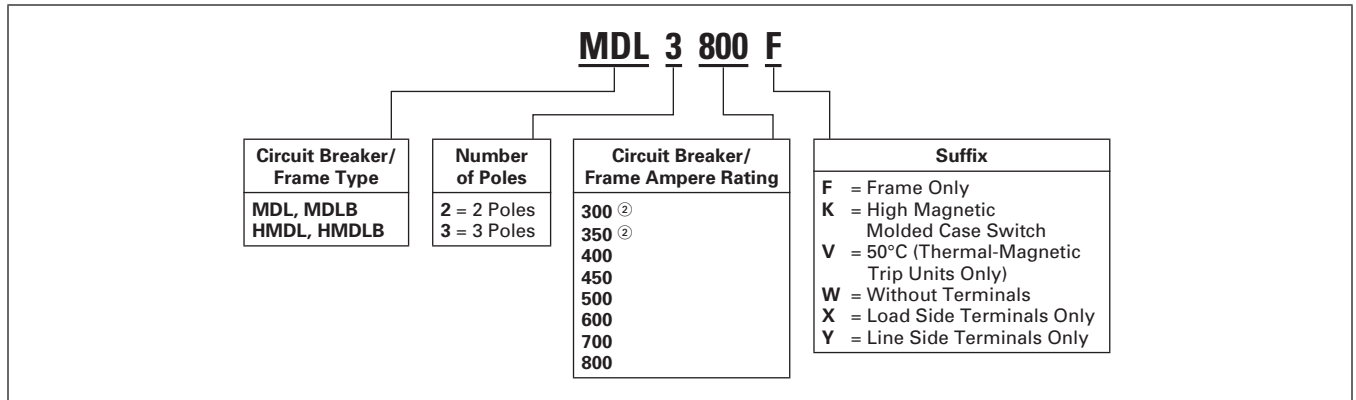 MDL 3 800 F
Circuit Breaker/
Frame Type
MDL, MDLB
HMDL, HMDLB
Number
of Poles
2 = 2 Poles
3 = 3 Poles
Circuit Breaker/
Frame Ampere Rating
300 ②
350 ②
400
450
500
600
700
800
Suffix
F = Frame Only
K = High Magnetic
Molded Case Switch
V = 50°C (Thermal-Magnetic
Trip Units Only)
W = Without Terminals
X = Load Side Terminals Only
Y = Line Side Terminals Only